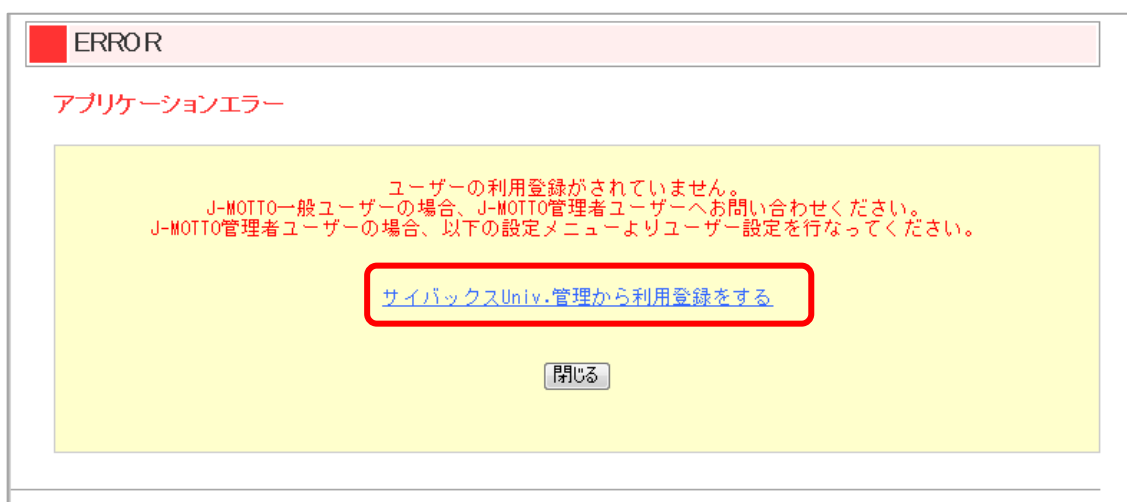 ERROR
アプリケーションエラー
ユーザーの利用登録がされていません。
J-MOTTO一般ユーザーの場合、J-MOTTO管理者ユーザーへお問い合わせください。
J-MOTTO管理者ユーザーの場合、以下の設定メニューよりユーザー設定を行なってください。
サイバックスUniv.管理から利用登録をする
閉じる